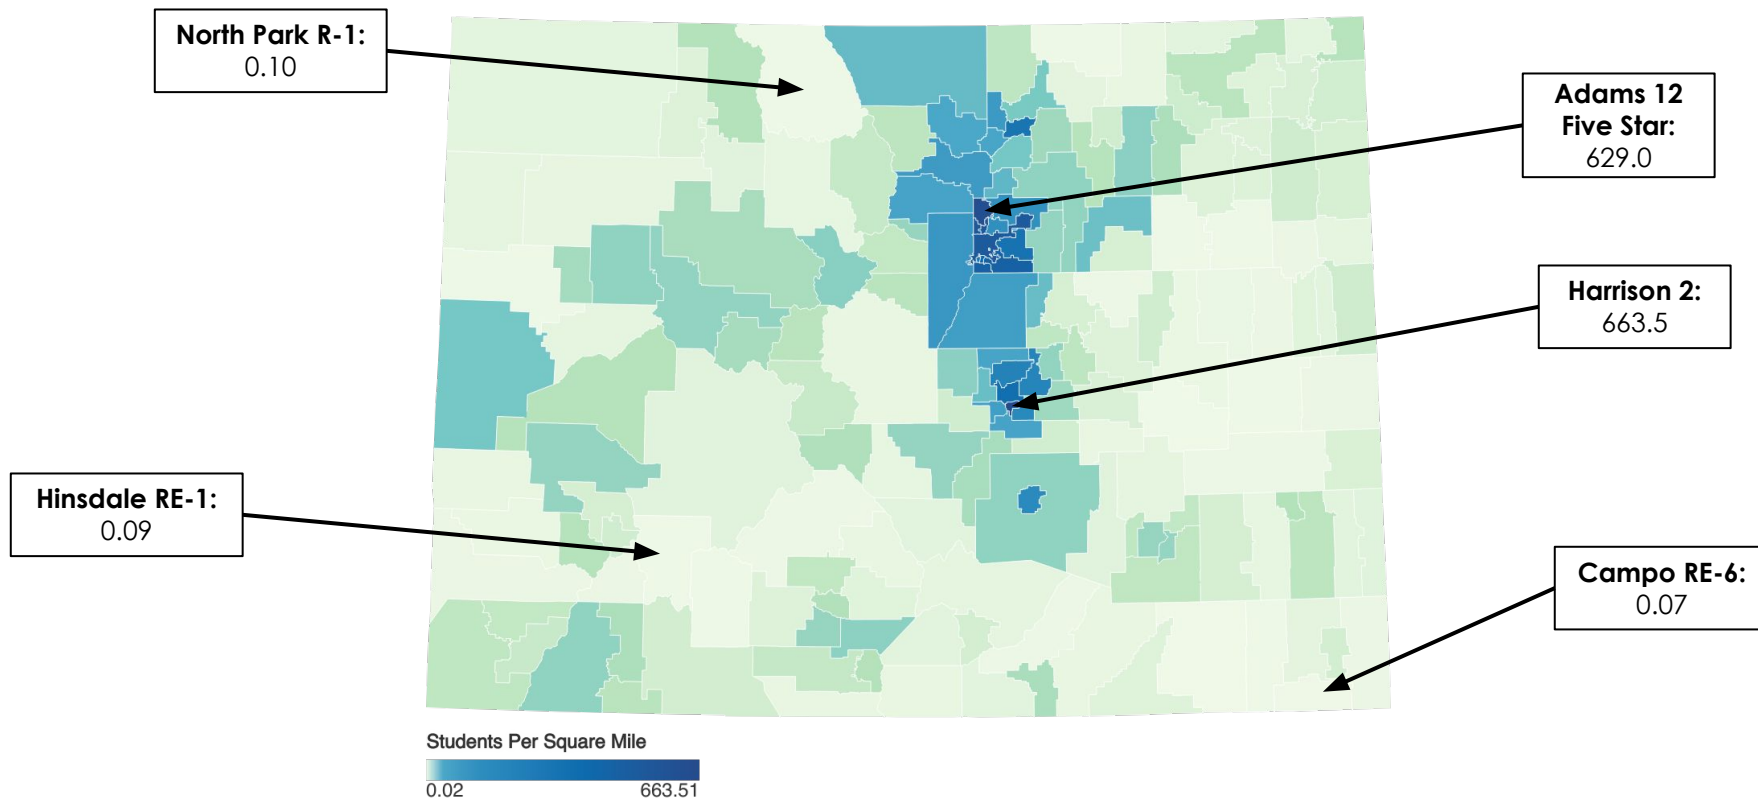 North Park R-1:
0.10
Adams 12
Five Star:
629.0
Harrison 2:
663.5
Hinsdale RE-1:
0.09
Campo RE-6:
0.07
Students Per Square Mile
0.02 663.51